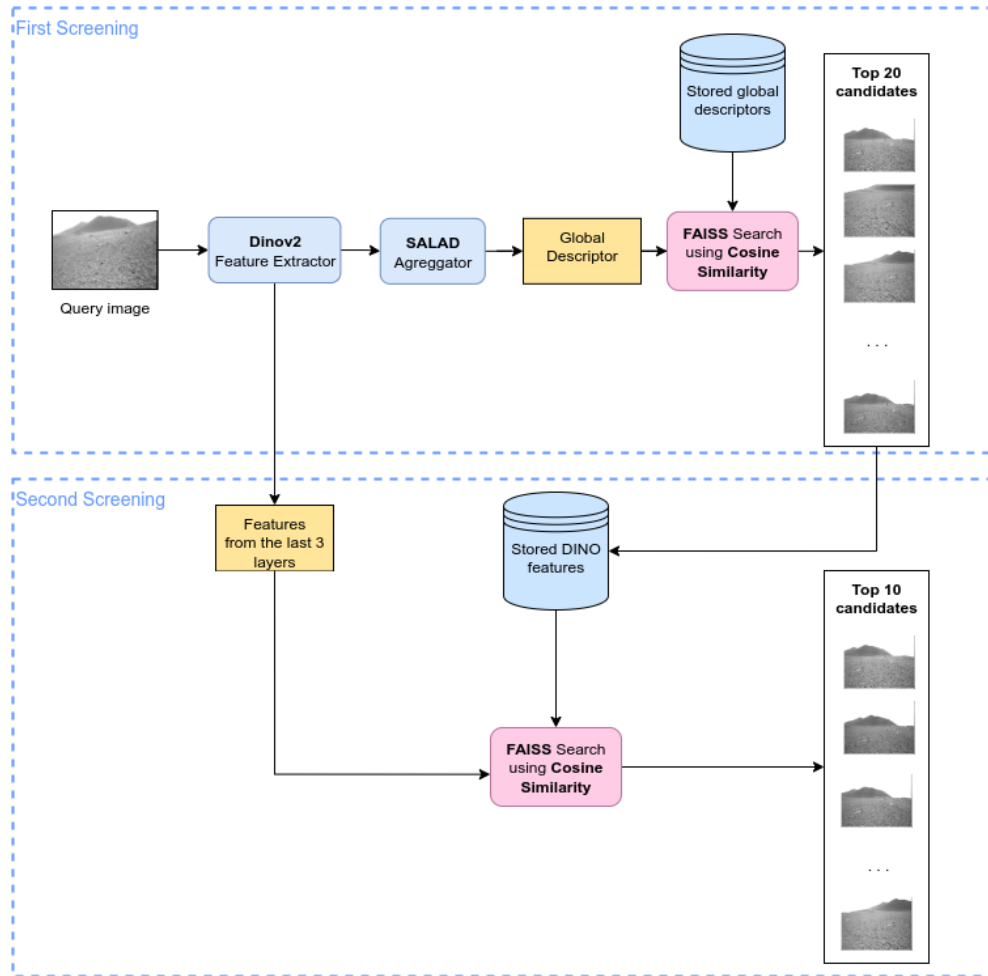 First Screening
Stored global
descriptors
Top 20
candidates
Query image
Dinov2
Feature Extractor
SALAD
Agreggator
Global
Descriptor
FAISS Search
using Cosine
Similarity
. . .
Second Screening
Features
from the last 3
layers
Stored DINO
features
FAISS Search
using Cosine
Similarity
Top 10
candidates
. . .